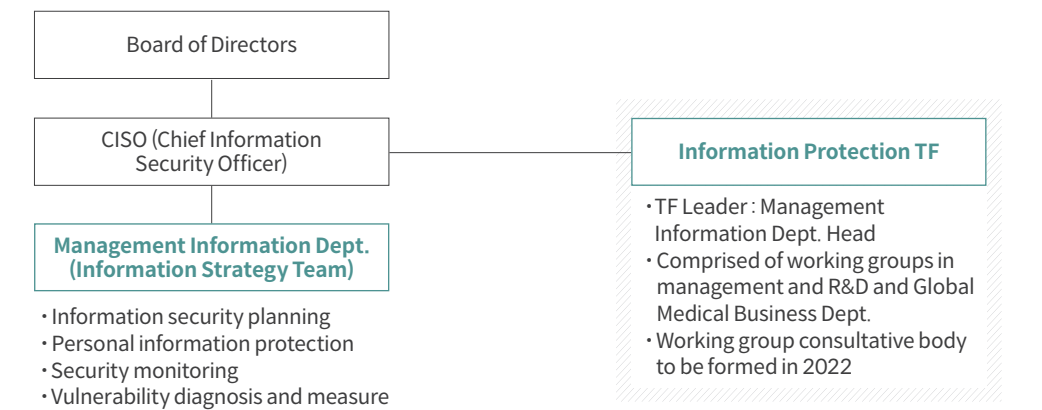 Board of Directors
CISO (Chief Information
Security Officer)
Management Information Dept.
(Information Strategy Team)
・Information security planning
・Personal information protection
・Security monitoring
・Vulnerability diagnosis and measure
Information Protection TF
・TF Leader : Management
Information Dept. Head
・Comprised of working groups in
management and R&D and Global
Medical Business Dept.
・Working group consultative body
to be formed in 2022